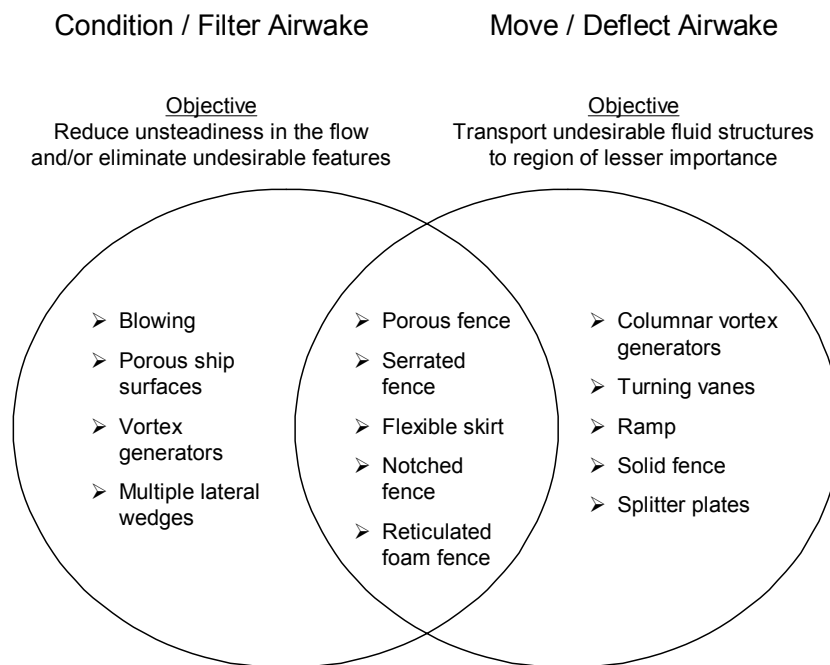 Condition / Filter Airwake
Move / Deflect Airwake
Objective
Reduce unsteadiness in the flow
and/or eliminate undesirable features
Objective
Transport undesirable fluid structures
to region of lesser importance
➢ Blowing
➢ Porous ship
surfaces
➢ Vortex
generators
➢ Multiple lateral
wedges
➢ Porous fence
➢ Serrated
fence
➢ Flexible skirt
➢ Notched
fence
➢ Reticulated
foam fence
➢ Columnar vortex
generators
➢ Turning vanes
➢ Ramp
➢ Solid fence
➢ Splitter plates